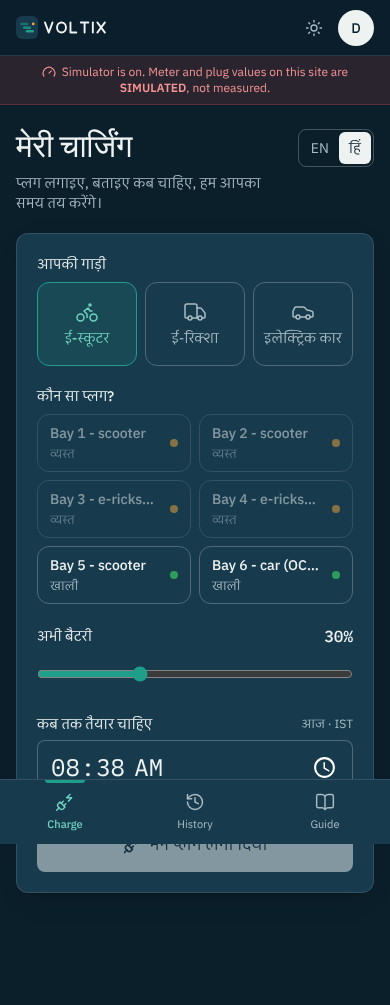 VOLTIX
D
Simulator is on. Meter and plug values on this site are
SIMULATED, not measured.
मेरी चार्जिंग
EN
हिं
प्लग लगाइए, बताइए कब चाहिए, हम आपका
समय तय करेंगे।
आपकी गाड़ी
ई-स्कूटर
ई-रिक्शा
इलेक्ट्रिक कार
कौन सा प्लग?
Bay 1 - scooter
व्यस्त
Bay 2 - scooter
व्यस्त
Bay 3 - e-ricks...
व्यस्त
Bay 4 - e-ricks...
व्यस्त
Bay 5 - scooter
खाली
Bay 6 - car (OC...
खाली
अभी बैटरी
30%
कब तक तैयार चाहिए
आज · IST
08:38 AM
Charge
History
Guide